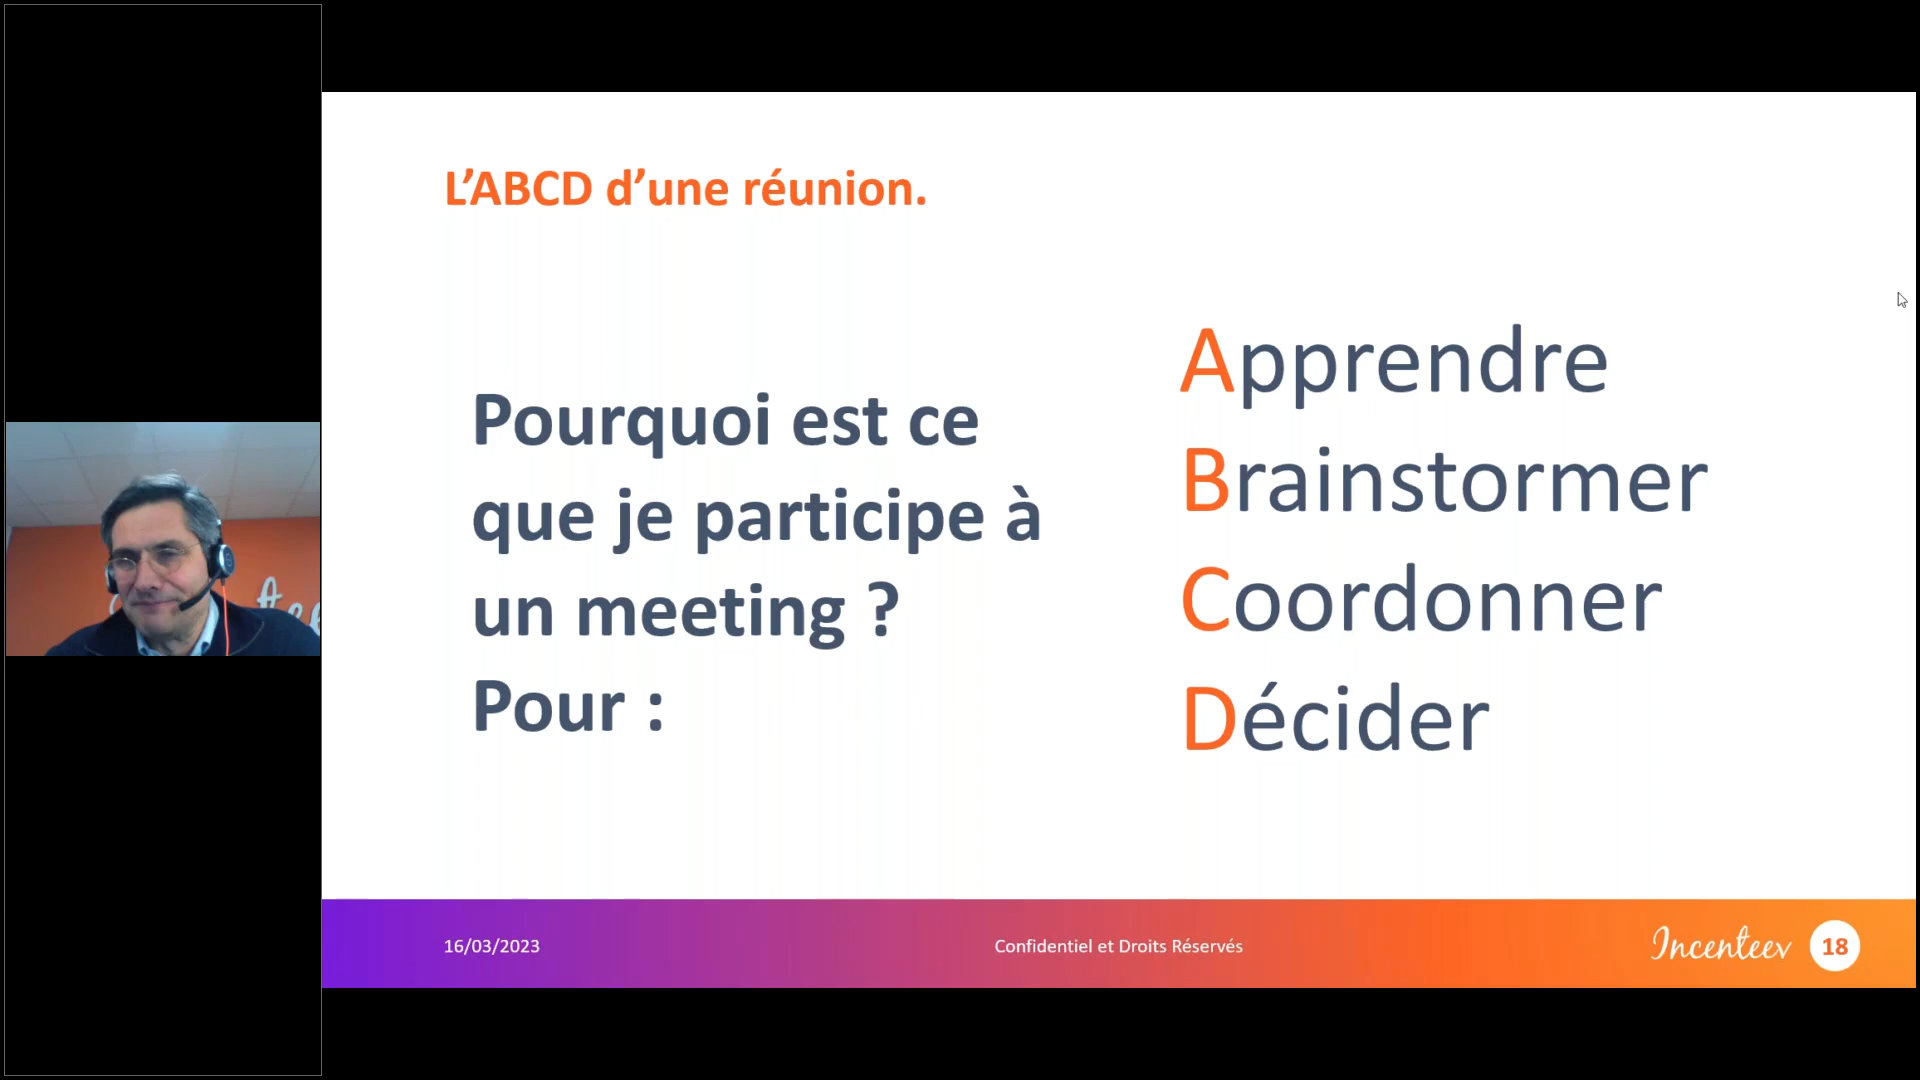 L’ABCD d’une réunion.
Pourquoi est ce
que je participe à
un meeting ?
Pour :
Apprendre
Brainstormer
Coordonner
Décider
16/03/2023
Confidentiel et Droits Réservés
Incenteev
18